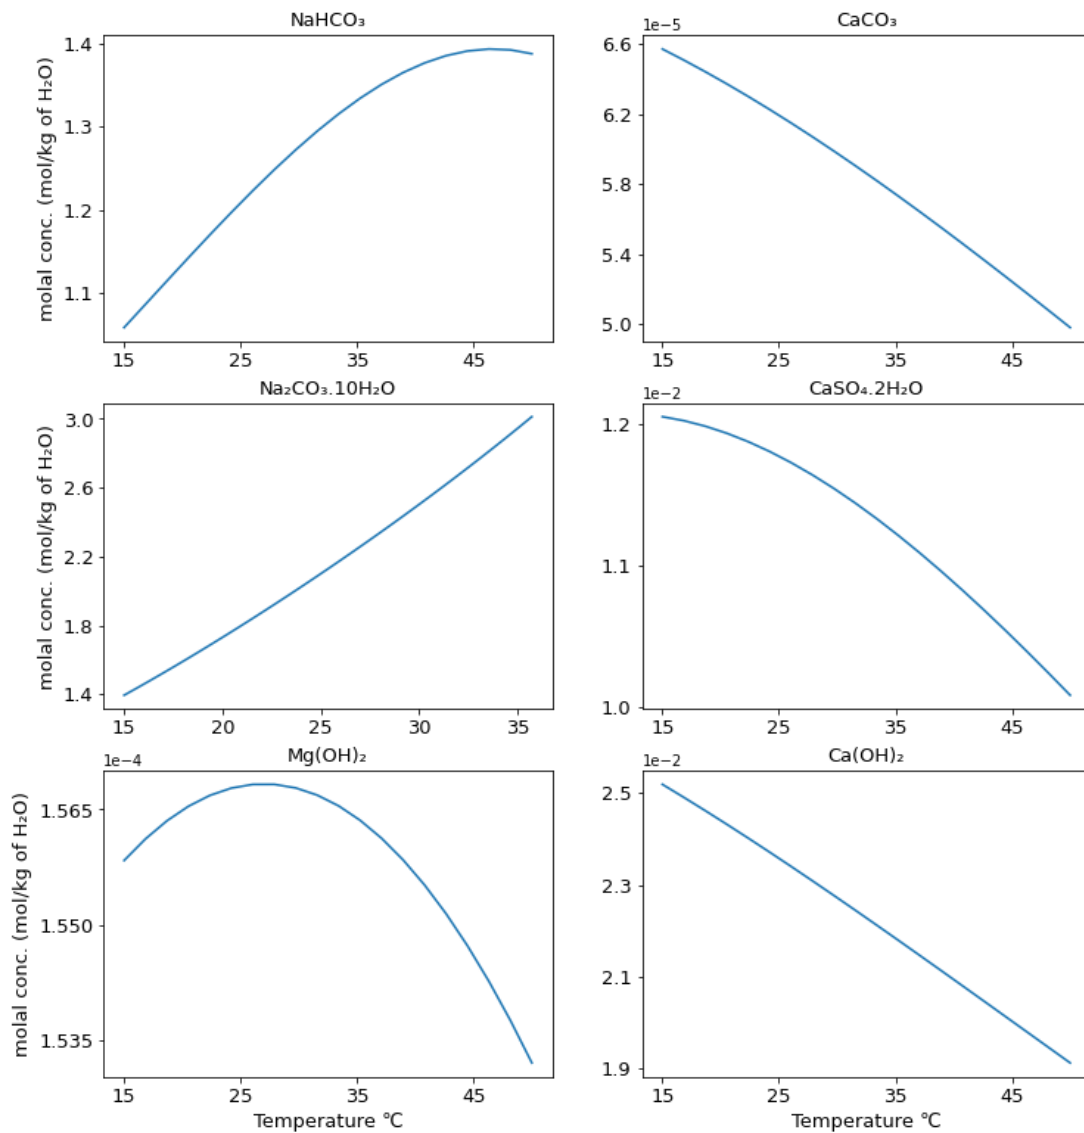 NaHCO₃
molal conc. (mol/kg of H₂O)
1.4
1.3
1.2
1.1
15 25 35 45
CaCO₃
1e−5
6.6
6.2
5.8
5.4
5.0
15 25 35 45
Na₂CO₃.10H₂O
molal conc. (mol/kg of H₂O)
3.0
2.6
2.2
1.8
1.4
15 20 25 30 35
CaSO₄.2H₂O
1e−2
1.2
1.1
1.0
15 25 35 45
Mg(OH)₂
1e−4
molal conc. (mol/kg of H₂O)
1.565
1.550
1.535
15 25 35 45
Temperature ℃
Ca(OH)₂
1e−2
2.5
2.3
2.1
1.9
15 25 35 45
Temperature ℃